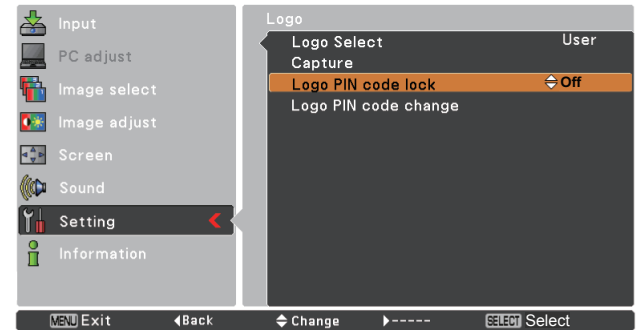 Input
PC adjust
Image select
Image adjust
Screen
Sound
Setting
Information
Logo
Logo Select User
Capture
Logo PIN code lock Off
Logo PIN code change
MENU Exit Back Change ----- SELECT Select